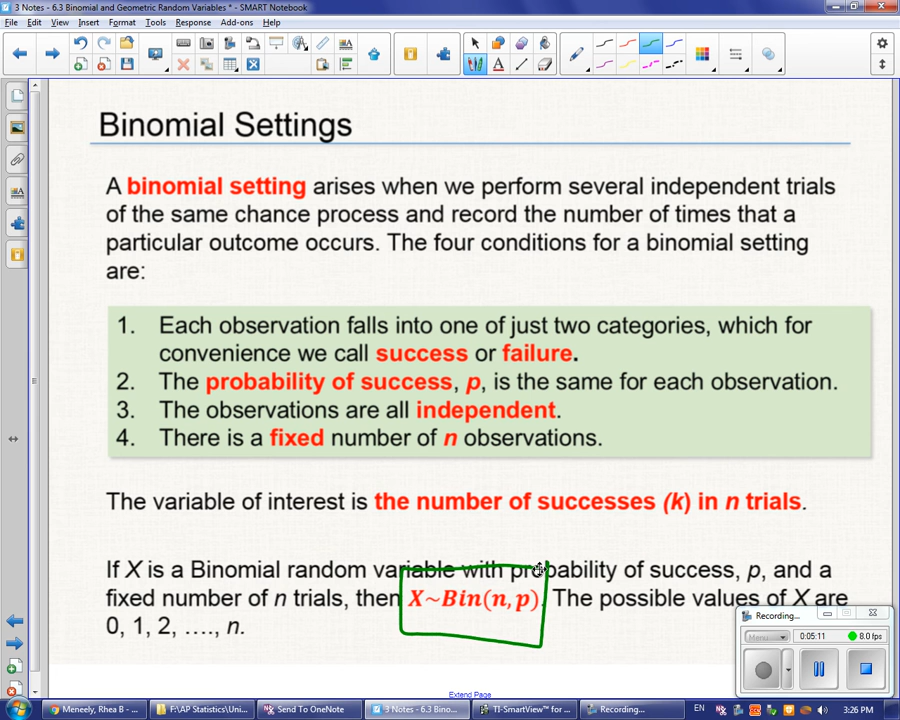 3 Notes - 6.3 Binomial and Geometric Random Variables * - SMART Notebook
File Edit View Insert Format Tools Response Add-ons Help
Binomial Settings
A binomial setting arises when we perform several independent trials
of the same chance process and record the number of times that a
particular outcome occurs. The four conditions for a binomial setting
are:
1. Each observation falls into one of just two categories, which for
convenience we call success or failure.
2. The probability of success, p, is the same for each observation.
3. The observations are all independent.
4. There is a fixed number of n observations.
The variable of interest is the number of successes (k) in n trials.
If X is a Binomial random variable with probability of success, p, and a
fixed number of n trials, then X~Bin(n,p). The possible values of X are
0, 1, 2, …., n.
Recording...
Menu 0:05:11 8.0 fps
Extend Page
Meneely, Rhea B - ... F:\AP Statistics\Uni... Send To OneNote 3 Notes - 6.3 Bino... TI-SmartView™ for ... Recording... EN 3:26 PM